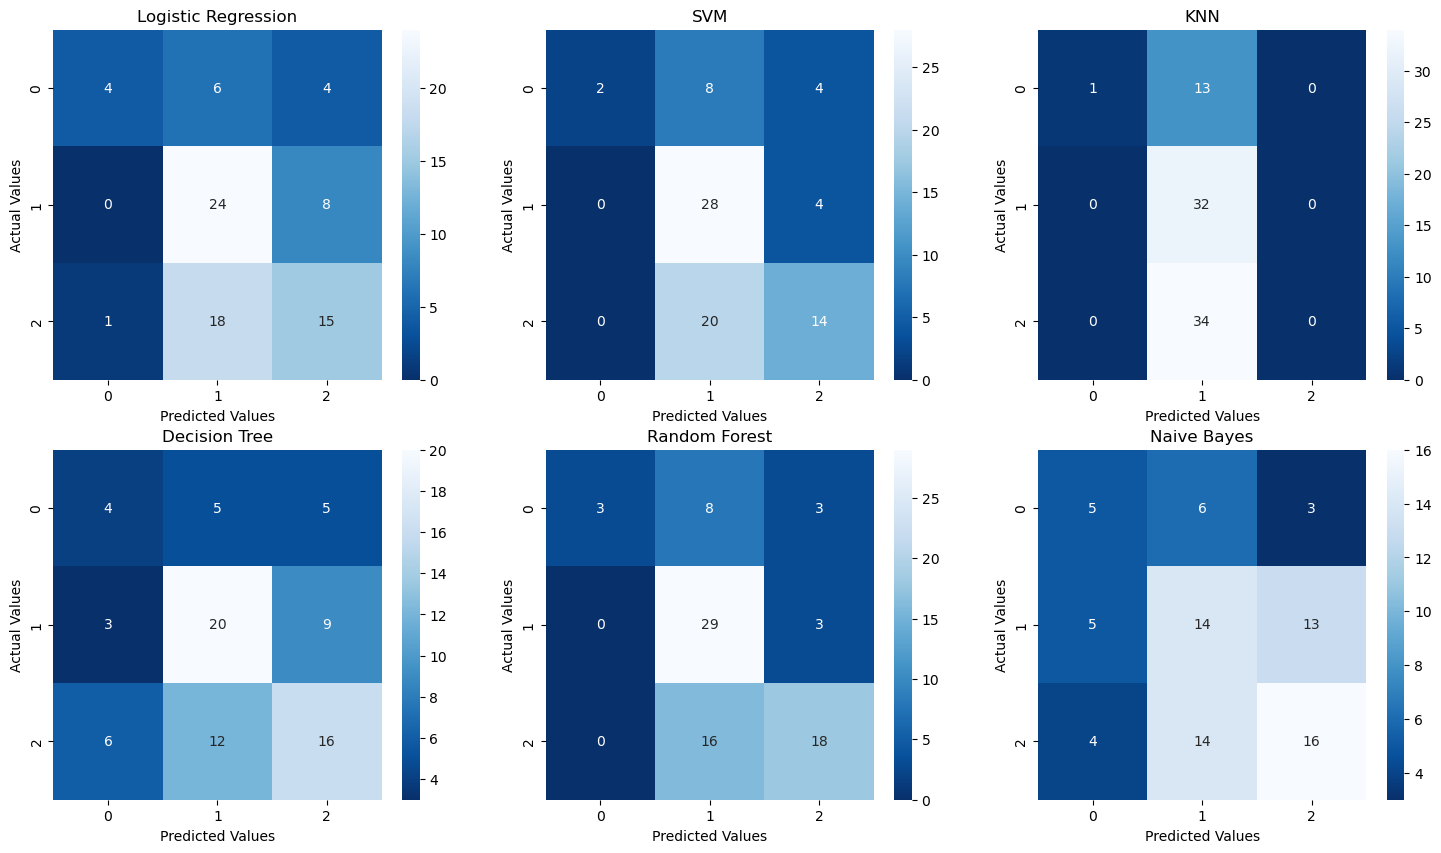 Logistic Regression
0
1
2
Actual Values
4 6 4
0 24 8
1 18 15
0 1 2
Predicted Values
20
15
10
5
0
SVM
0
1
2
Actual Values
2 8 4
0 28 4
0 20 14
0 1 2
Predicted Values
25
20
15
10
5
0
KNN
0
1
2
Actual Values
1 13 0
0 32 0
0 34 0
0 1 2
Predicted Values
30
25
20
15
10
5
0
Decision Tree
0
1
2
Actual Values
4 5 5
3 20 9
6 12 16
0 1 2
Predicted Values
20
18
16
14
12
10
8
6
4
Random Forest
0
1
2
Actual Values
3 8 3
0 29 3
0 16 18
0 1 2
Predicted Values
25
20
15
10
5
0
Naive Bayes
0
1
2
Actual Values
5 6 3
5 14 13
4 14 16
0 1 2
Predicted Values
16
14
12
10
8
6
4